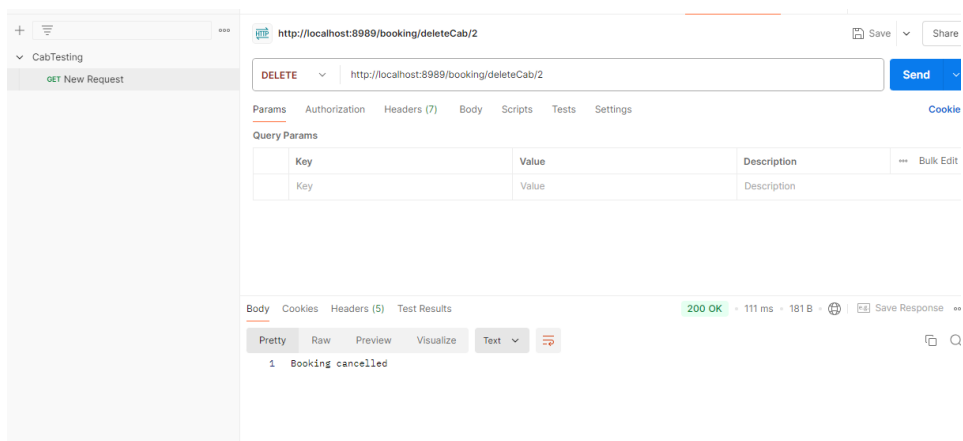 HTTP http://localhost:8989/booking/deleteCab/2 Save Share
CabTesting
GET New Request
DELETE http://localhost:8989/booking/deleteCab/2 Send
Params Authorization Headers (7) Body Scripts Tests Settings Cookie
Query Params
Key Value Description Bulk Edit
Key Value Description
Body Cookies Headers (5) Test Results 200 OK 111 ms 181 B e.g. Save Response
Pretty Raw Preview Visualize Text
1 Booking cancelled